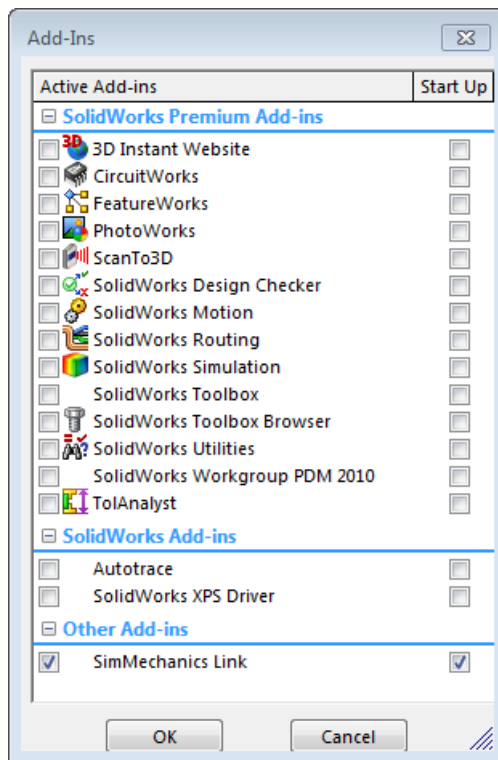 Add-Ins
Active Add-ins Start Up
SolidWorks Premium Add-ins
3D 3D Instant Website
CircuitWorks
FeatureWorks
PhotoWorks
ScanTo3D
SolidWorks Design Checker
SolidWorks Motion
SolidWorks Routing
SolidWorks Simulation
SolidWorks Toolbox
SolidWorks Toolbox Browser
SolidWorks Utilities
SolidWorks Workgroup PDM 2010
TolAnalyst
SolidWorks Add-ins
Autotrace
SolidWorks XPS Driver
Other Add-ins
SimMechanics Link
OK Cancel